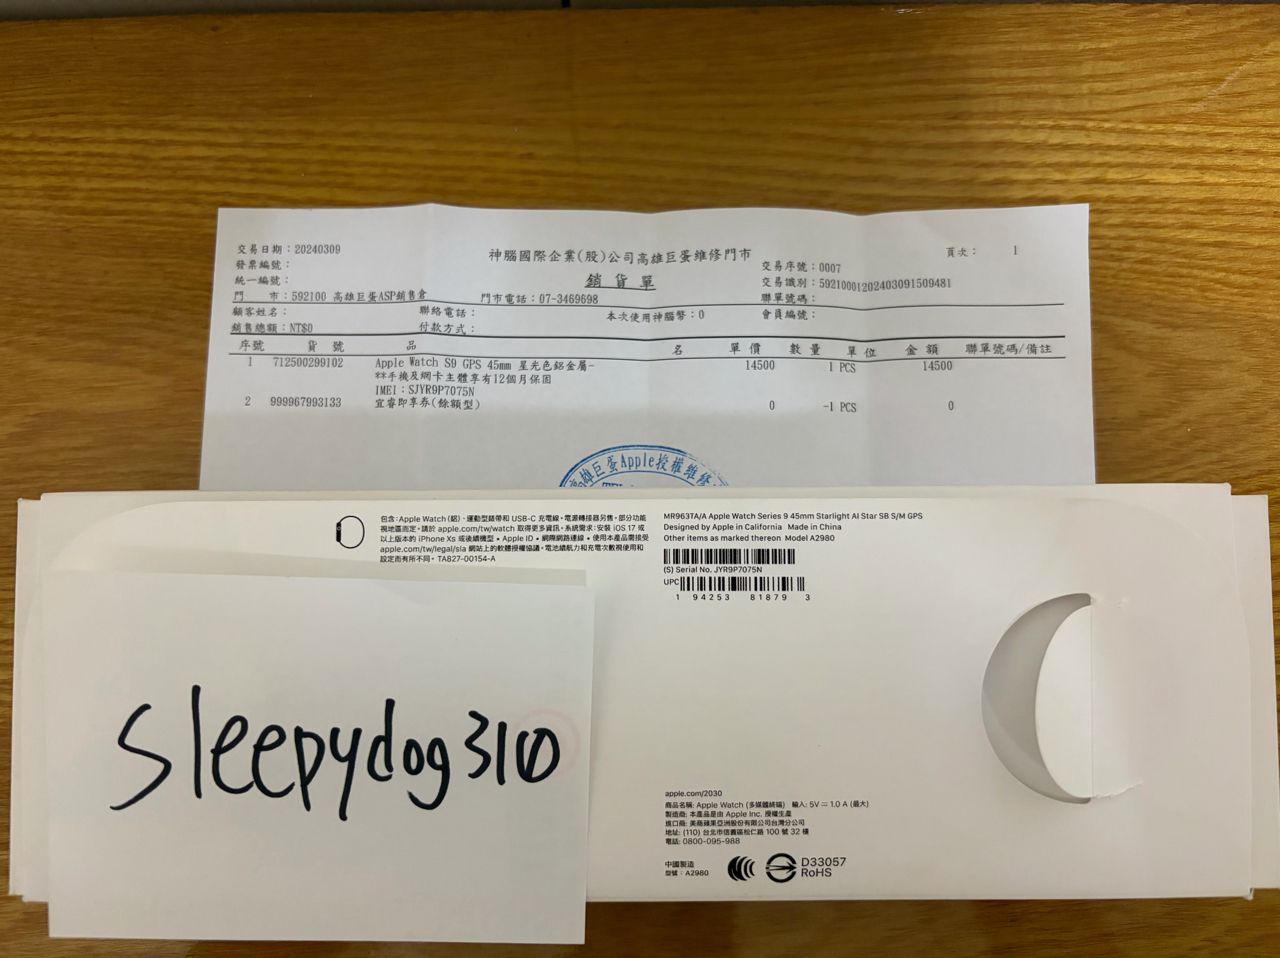 交易日期：20240309
發票編號：
統一編號：
門　市：592100 高雄巨蛋ASP銷售倉
神腦國際企業(股)公司高雄巨蛋維修門市
銷 貨 單
門市電話：07-3469698
頁次：　1
交易序號：0007
交易識別：59210001202403091509481
聯單號碼：
顧客姓名：　聯絡電話：　本次使用神腦幣：0　會員編號：
銷售總額：NT$0　付款方式：
序號　貨　號　品　名　單 價　數 量　單 位　金 額　聯單號碼/備註
1　712500299102　Apple Watch S9 GPS 45mm 星光色鋁金屬-　14500　1 PCS　14500
**手機及網卡主體享有12個月保固
IMEI：SJYR9P7075N
2　999967993133　宜睿即享券(餘額型)　0　-1 PCS　0
高雄巨蛋Apple授權維修
包含：Apple Watch (鋁)、運動型錶帶和 USB-C 充電線。電源轉接器另售。部分功能
視地區而定。請於 apple.com/tw/watch 取得更多資訊。系統需求：安裝 iOS 17 或
以上版本的 iPhone Xs 或後續機型・Apple ID・網際網路連線・使用本產品需接受
apple.com/tw/legal/sla 網站上的軟體授權協議。電池續航力和充電次數視使用和
設定而有所不同。TA827-00154-A
MR963TA/A Apple Watch Series 9 45mm Starlight Al Star SB S/M GPS
Designed by Apple in California Made in China
Other items as marked thereon Model A2980
(S) Serial No. JYR9P7075N
UPC
1 94253 81879 3
sleepydog310
apple.com/2030
商品名稱: Apple Watch (多媒體終端)　輸入: 5V ⎓ 1.0 A (最大)
製造商: 本產品是由 Apple Inc. 授權生產
進口商: 美商蘋果亞洲股份有限公司台灣分公司
地址: (110) 台北市信義區松仁路 100 號 32 樓
電話: 0800-095-988
中國製造
型號：A2980
D33057
RoHS